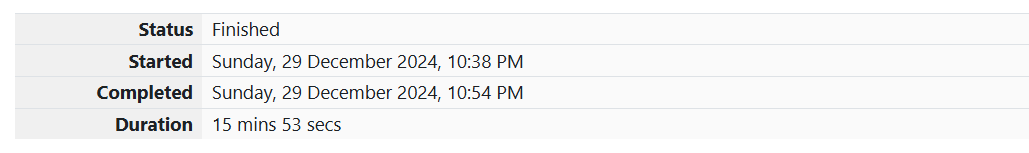 Status Finished
Started Sunday, 29 December 2024, 10:38 PM
Completed Sunday, 29 December 2024, 10:54 PM
Duration 15 mins 53 secs